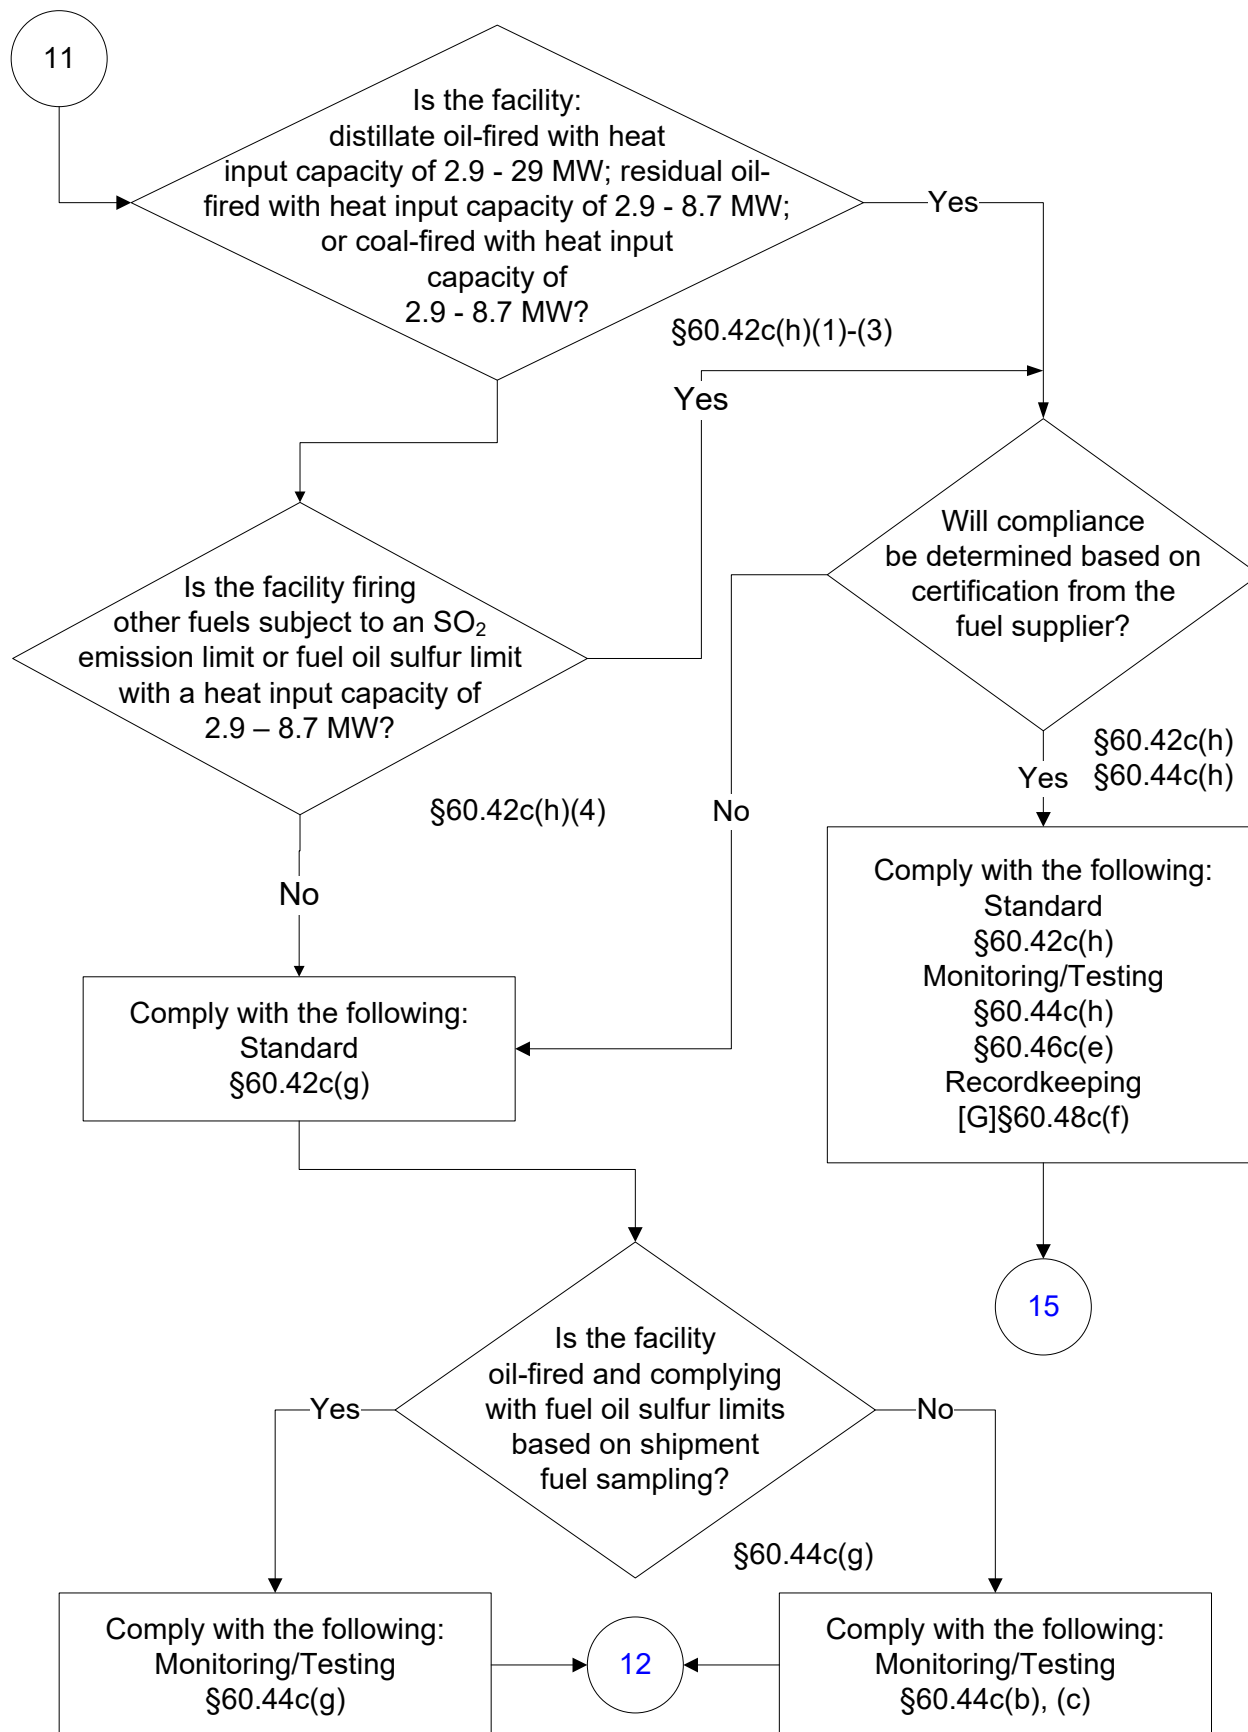 11
Is the facility:
distillate oil-fired with heat
input capacity of 2.9 - 29 MW; residual oil-
fired with heat input capacity of 2.9 - 8.7 MW;
or coal-fired with heat input
capacity of
2.9 - 8.7 MW?
Yes
§60.42c(h)(1)-(3)
Yes
Will compliance
be determined based on
certification from the
fuel supplier?
Is the facility firing
other fuels subject to an SO₂
emission limit or fuel oil sulfur limit
with a heat input capacity of
2.9 – 8.7 MW?
§60.42c(h)
§60.44c(h)
Yes
§60.42c(h)(4)
No
No
Comply with the following:
Standard
§60.42c(h)
Monitoring/Testing
§60.44c(h)
§60.46c(e)
Recordkeeping
[G]§60.48c(f)
Comply with the following:
Standard
§60.42c(g)
15
Is the facility
oil-fired and complying
with fuel oil sulfur limits
based on shipment
fuel sampling?
Yes
No
§60.44c(g)
Comply with the following:
Monitoring/Testing
§60.44c(g)
12
Comply with the following:
Monitoring/Testing
§60.44c(b), (c)